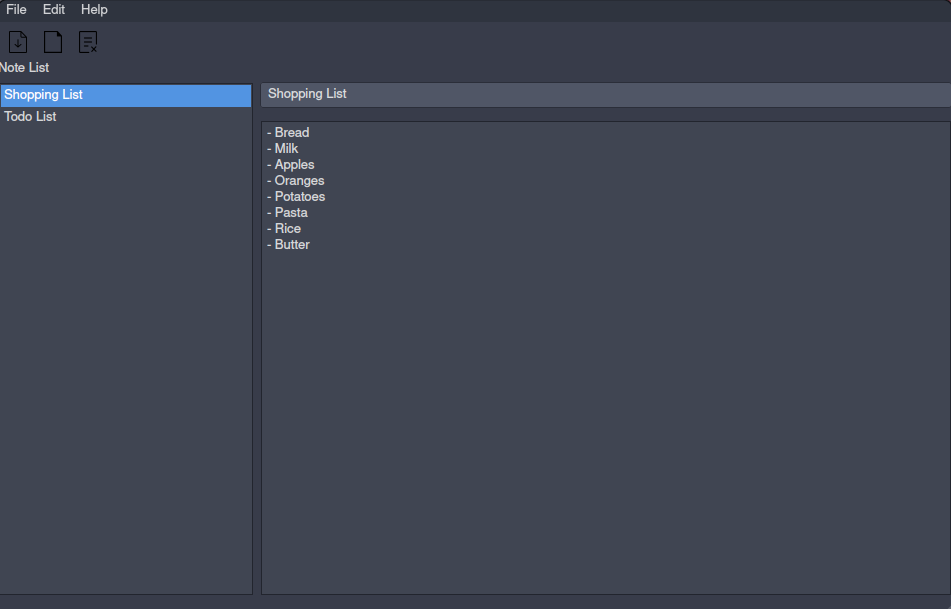 File Edit Help
Note List
Shopping List
Todo List
Shopping List
- Bread
- Milk
- Apples
- Oranges
- Potatoes
- Pasta
- Rice
- Butter